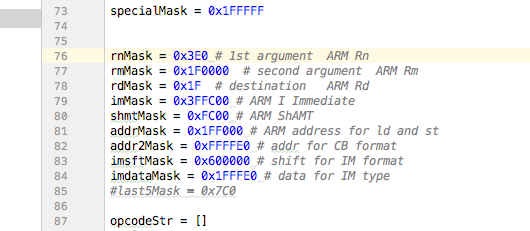 73 specialMask = 0x1FFFFF
74
75
76 rnMask = 0x3E0 # 1st argument ARM Rn
77 rmMask = 0x1F0000 # second argument ARM Rm
78 rdMask = 0x1F # destination ARM Rd
79 imMask = 0x3FFC00 # ARM I Immediate
80 shmtMask = 0xFC00 # ARM ShAMT
81 addrMask = 0x1FF000 # ARM address for ld and st
82 addr2Mask = 0xFFFFE0 # addr for CB format
83 imsftMask = 0x600000 # shift for IM format
84 imdataMask = 0x1FFFE0 # data for IM type
85 #last5Mask = 0x7C0
86
87 opcodeStr = []